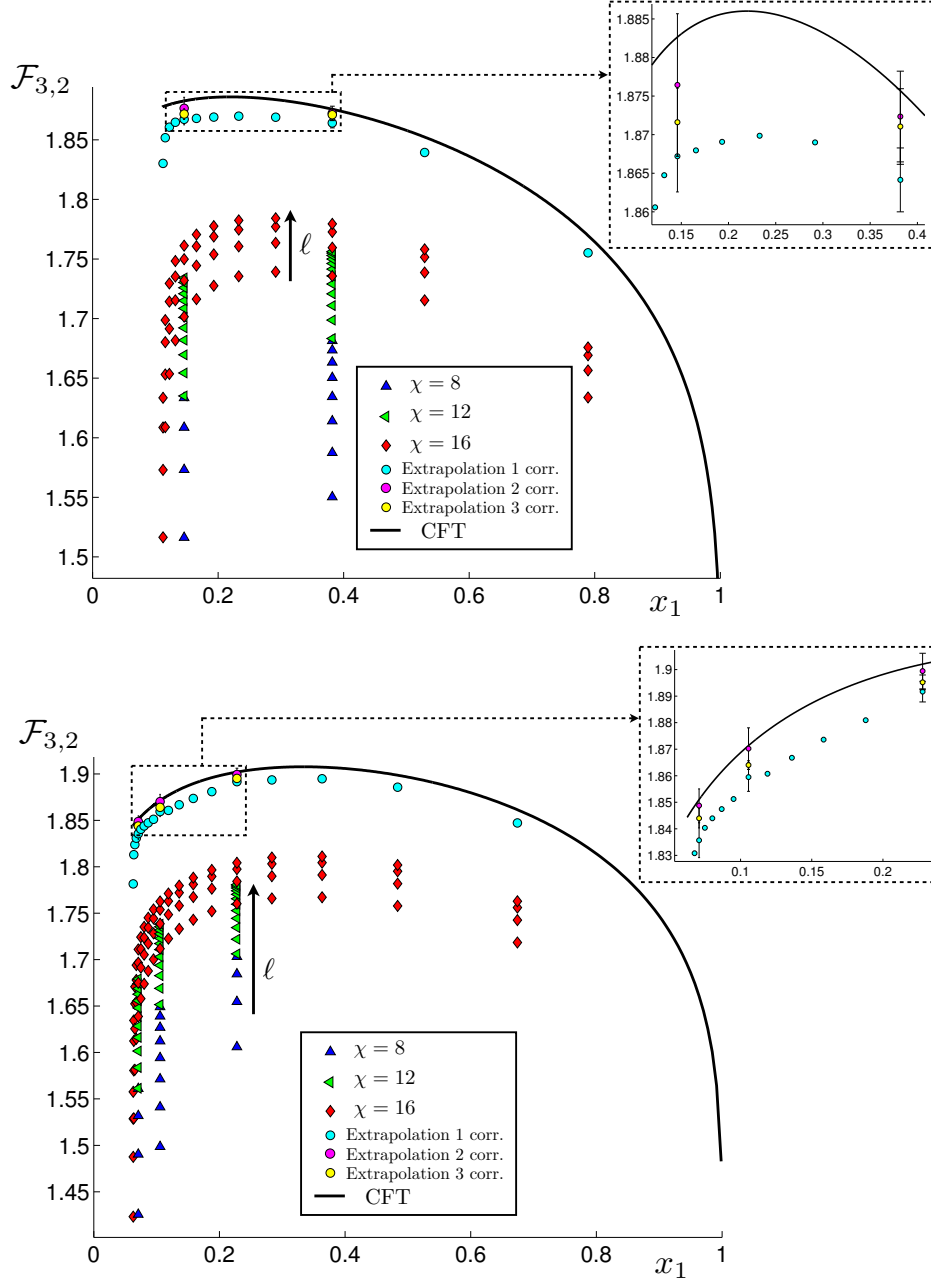 1.885
1.88
1.875
1.87
1.865
1.86
0.15
0.2
0.25
0.3
0.35
0.4
ℱ₃,₂
1.85
1.8
1.75
1.7
1.65
1.6
1.55
1.5
ℓ
χ = 8
χ = 12
χ = 16
Extrapolation 1 corr.
Extrapolation 2 corr.
Extrapolation 3 corr.
CFT
0
0.2
0.4
0.6
0.8
1
x₁
1.9
1.89
1.88
1.87
1.86
1.85
1.84
1.83
0.1
0.2
ℱ₃,₂
1.9
1.85
1.8
1.75
1.7
1.65
1.6
1.55
1.5
1.45
ℓ
χ = 8
χ = 12
χ = 16
Extrapolation 1 corr.
Extrapolation 2 corr.
Extrapolation 3 corr.
CFT
0
0.2
0.4
0.6
0.8
1
x₁